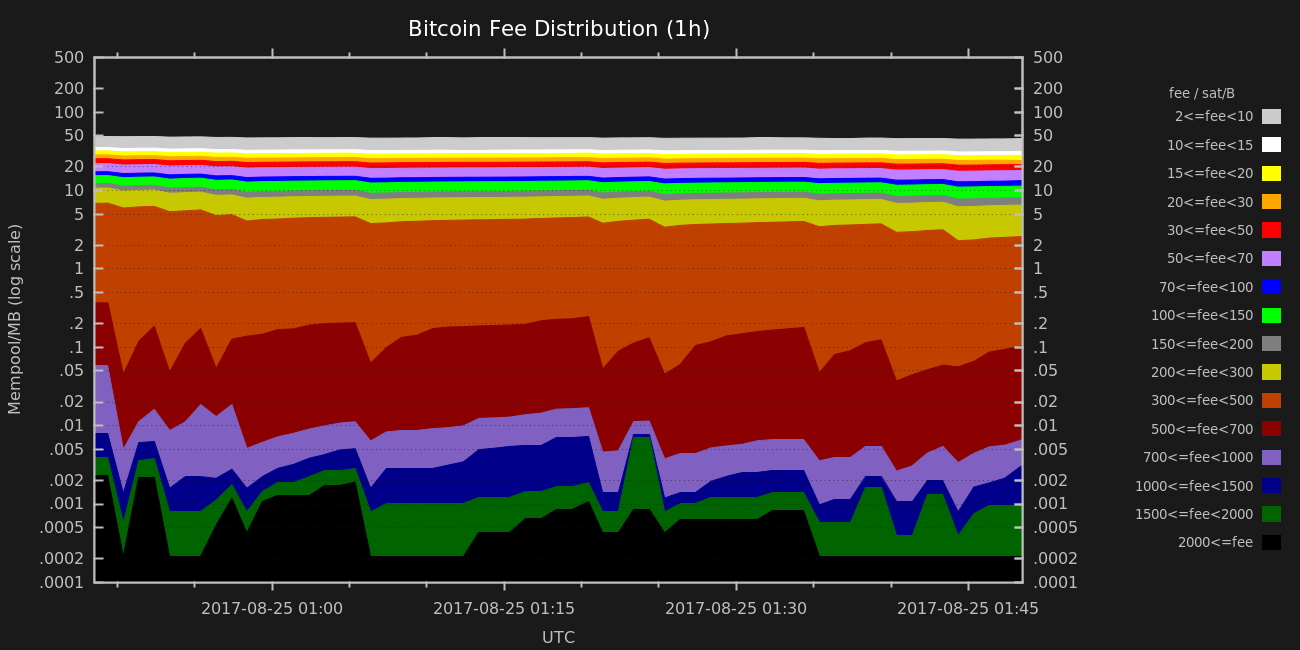 Bitcoin Fee Distribution (1h)
Mempool/MB (log scale)
500
200
100
50
20
10
5
2
1
.5
.2
.1
.05
.02
.01
.005
.002
.001
.0005
.0002
.0001
500
200
100
50
20
10
5
2
1
.5
.2
.1
.05
.02
.01
.005
.002
.001
.0005
.0002
.0001
2017-08-25 01:00
2017-08-25 01:15
2017-08-25 01:30
2017-08-25 01:45
UTC
fee / sat/B
2<=fee<10
10<=fee<15
15<=fee<20
20<=fee<30
30<=fee<50
50<=fee<70
70<=fee<100
100<=fee<150
150<=fee<200
200<=fee<300
300<=fee<500
500<=fee<700
700<=fee<1000
1000<=fee<1500
1500<=fee<2000
2000<=fee